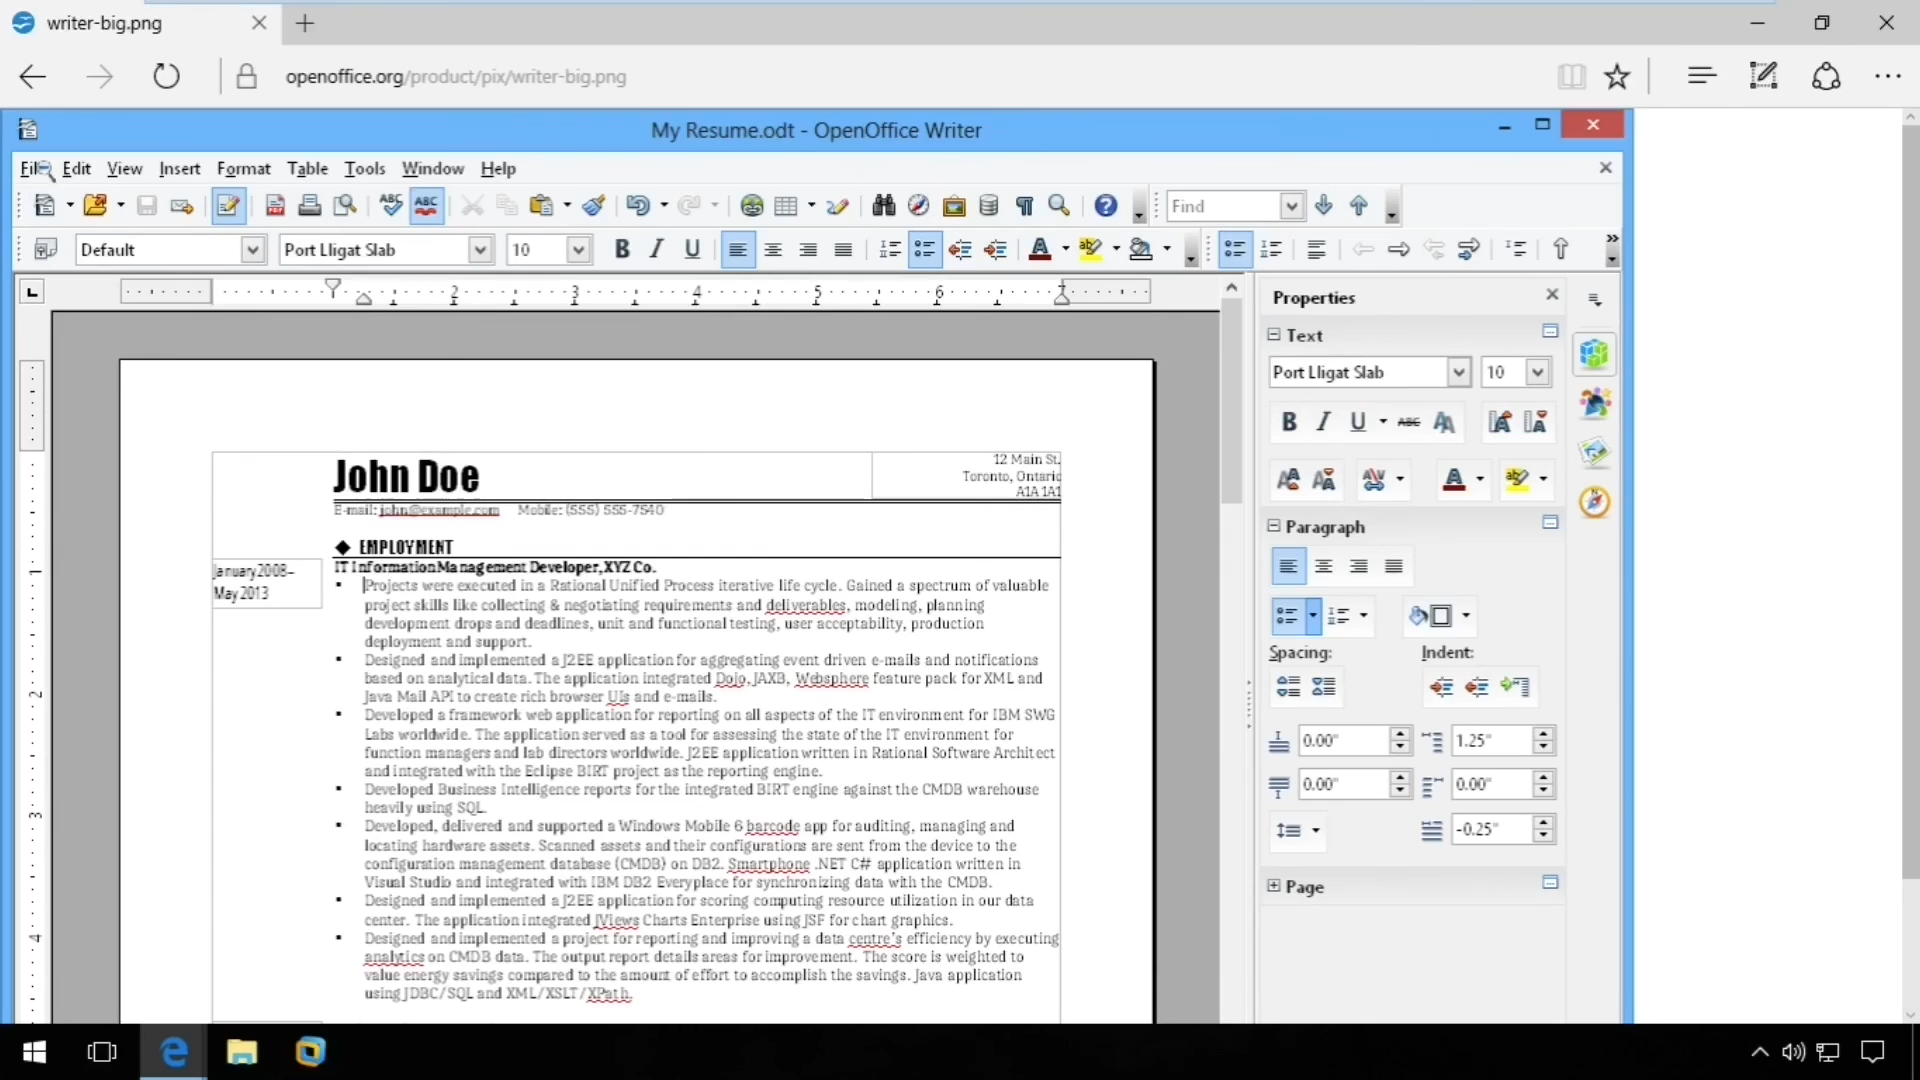 writer-big.png
openoffice.org/product/pix/writer-big.png
My Resume.odt - OpenOffice Writer
File Edit View Insert Format Table Tools Window Help
ABC ABC Find
Default Port Lligat Slab 10 B I U A ab
1 2 3 4 5 6 7
Properties
Text
Port Lligat Slab 10
B I U ABC
Paragraph
Spacing: Indent:
0.00" 1.25"
0.00" 0.00"
-0.25"
Page
John Doe
12 Main St.
Toronto, Ontario
A1A 1A1
E-mail: john@example.com Mobile: (555) 555-7540
EMPLOYMENT
January 2008–
May 2013
IT Information Management Developer, XYZ Co.
Projects were executed in a Rational Unified Process iterative life cycle. Gained a spectrum of valuable
project skills like collecting & negotiating requirements and deliverables, modeling, planning
development drops and deadlines, unit and functional testing, user acceptability, production
deployment and support.
Designed and implemented a J2EE application for aggregating event driven e-mails and notifications
based on analytical data. The application integrated Dojo, JAXB, Websphere feature pack for XML and
Java Mail API to create rich browser UIs and e-mails.
Developed a framework web application for reporting on all aspects of the IT environment for IBM SWG
Labs worldwide. The application served as a tool for assessing the state of the IT environment for
function managers and lab directors worldwide. J2EE application written in Rational Software Architect
and integrated with the Eclipse BIRT project as the reporting engine.
Developed Business Intelligence reports for the integrated BIRT engine against the CMDB warehouse
heavily using SQL.
Developed, delivered and supported a Windows Mobile 6 barcode app for auditing, managing and
locating hardware assets. Scanned assets and their configurations are sent from the device to the
configuration management database (CMDB) on DB2. Smartphone .NET C# application written in
Visual Studio and integrated with IBM DB2 Everyplace for synchronizing data with the CMDB.
Designed and implemented a J2EE application for scoring computing resource utilization in our data
center. The application integrated JViews Charts Enterprise using JSF for chart graphics.
Designed and implemented a project for reporting and improving a data centre's efficiency by executing
analytics on CMDB data. The output report details areas for improvement. The score is weighted to
value energy savings compared to the amount of effort to accomplish the savings. Java application
using JDBC/SQL and XML/XSLT/XPath.
1
2
3
4